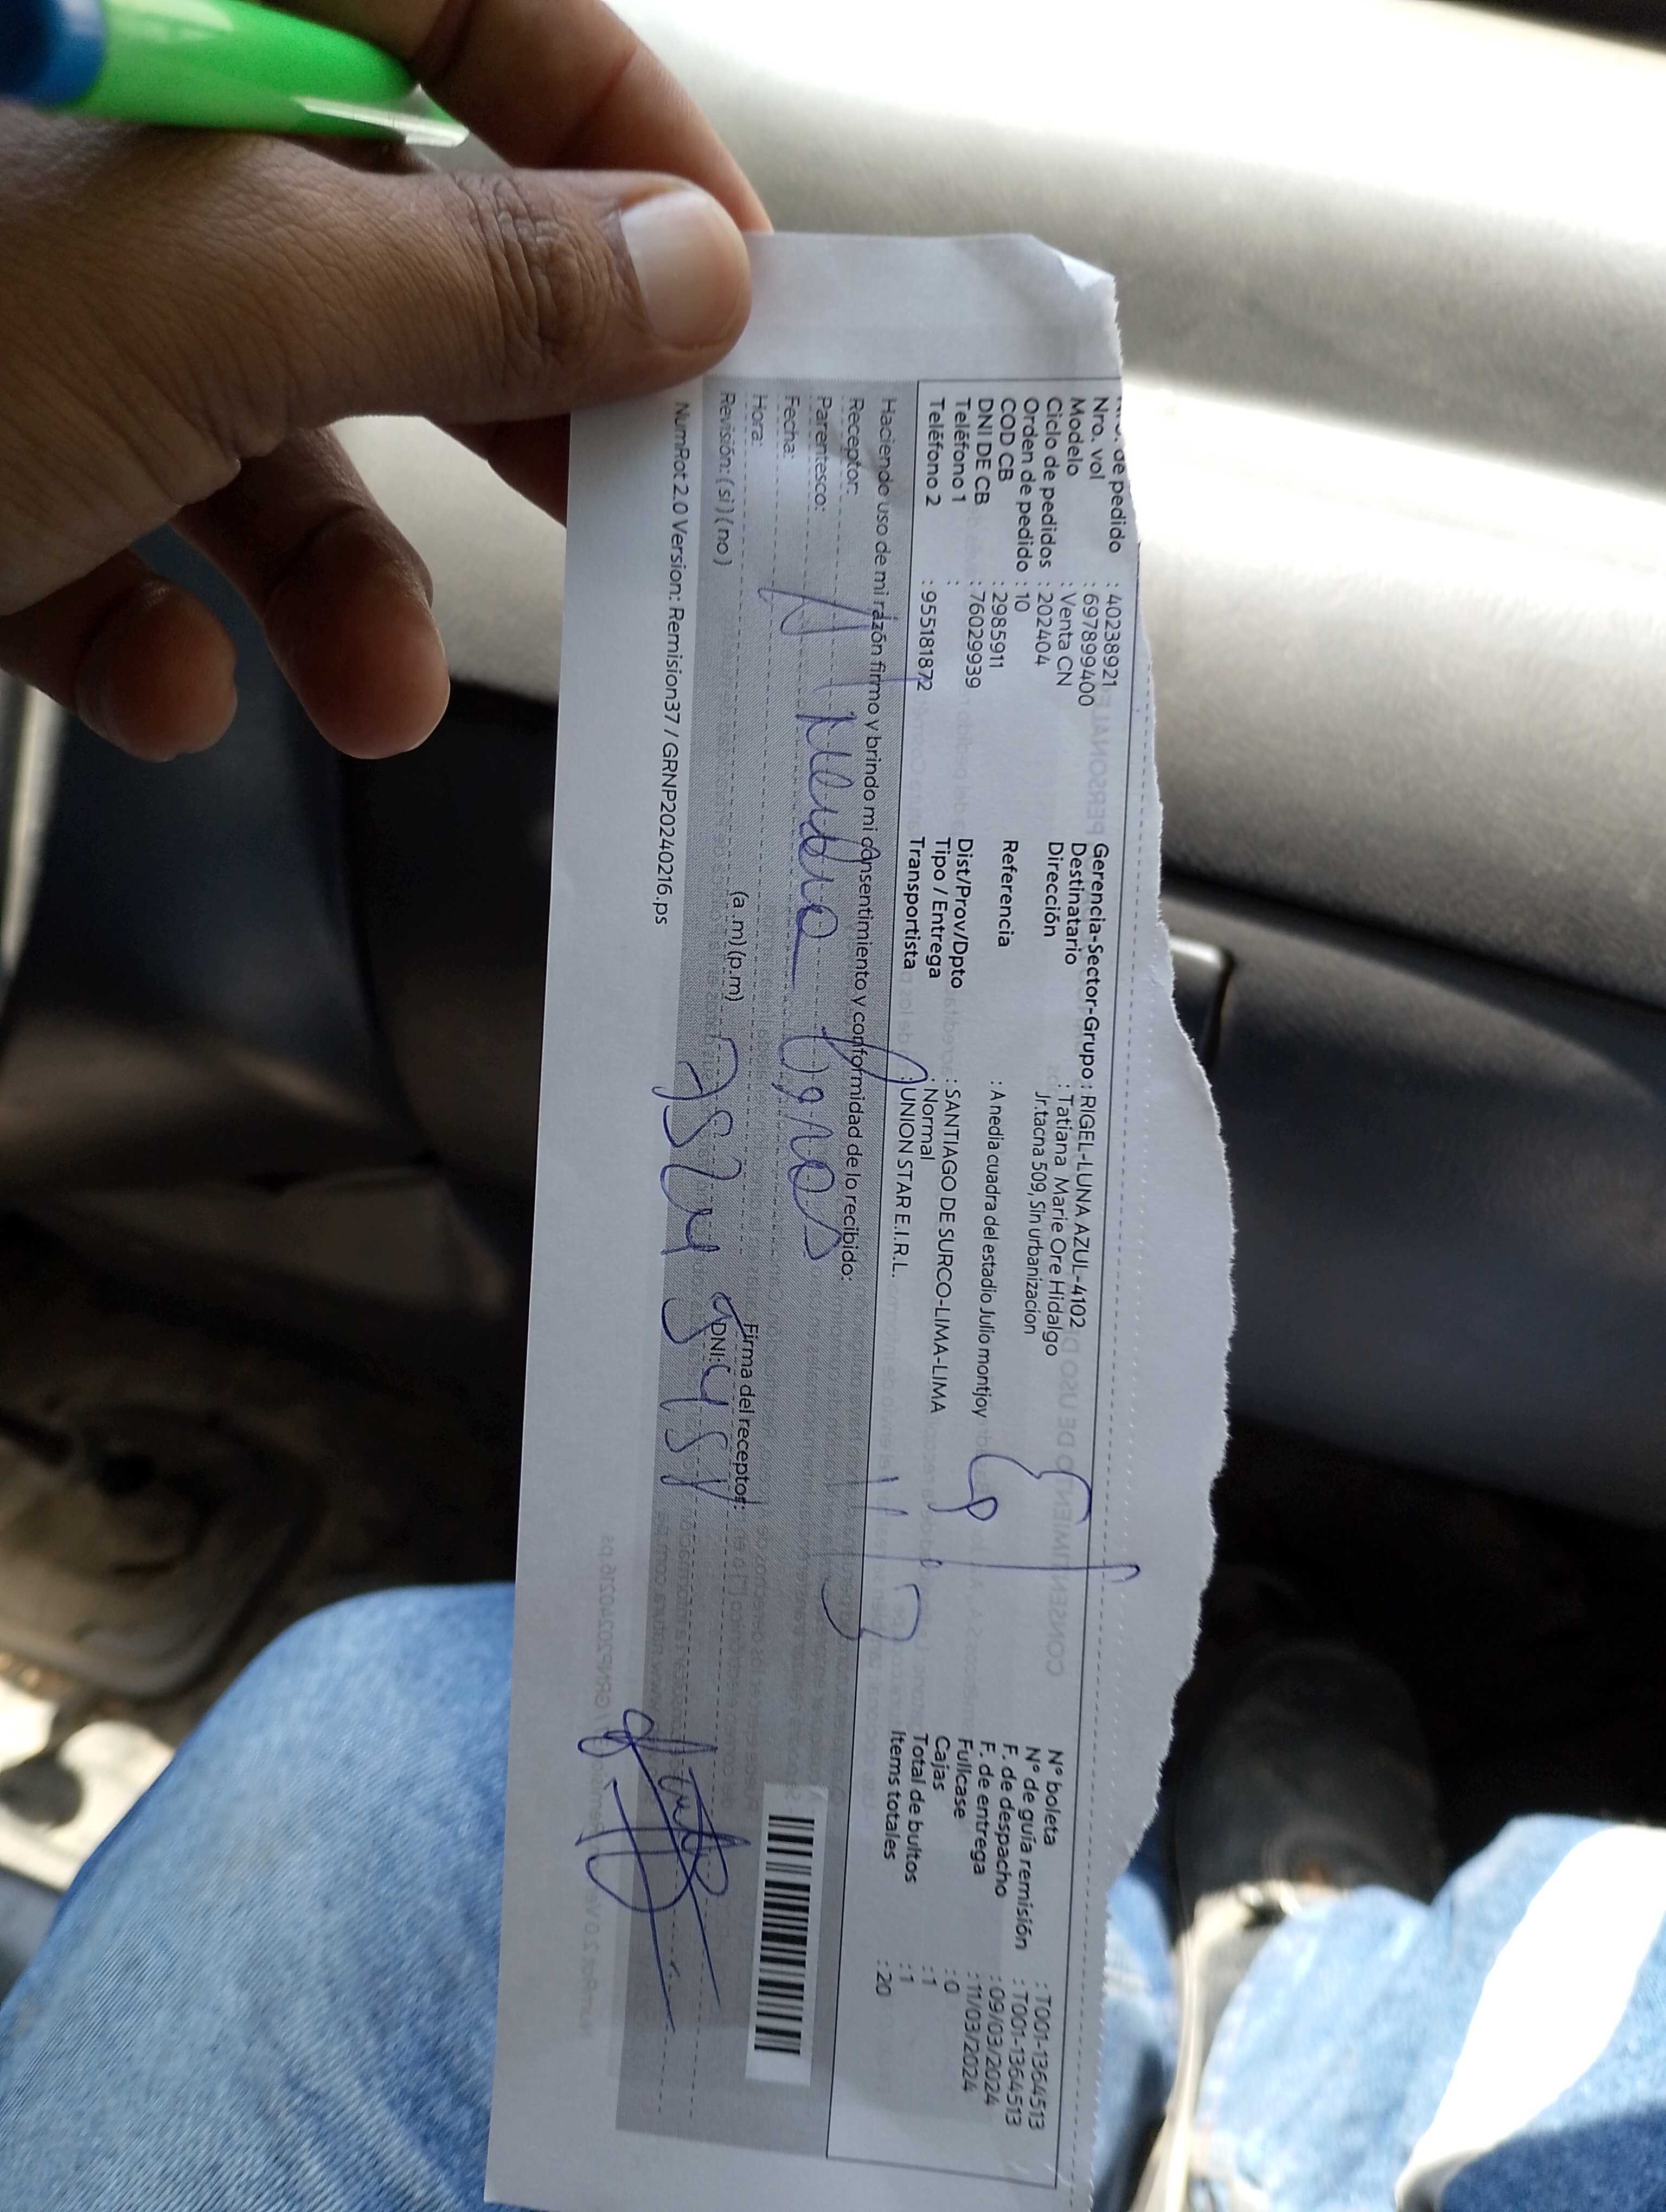 Nro. de pedido : 40238921
Nro. vol : 697899400
Modelo : Venta CN
Ciclo de pedidos : 202404
Orden de pedido : 10
COD CB : 2985911
DNI DE CB : 76029939
Teléfono 1 :
Teléfono 2 : 955181872
Gerencia-Sector-Grupo : RIGEL-LUNA AZUL-4102
Destinatario : Tatiana Marie Ore Hidalgo
Dirección : Jr.tacna 509, Sin urbanizacion
Referencia : A nedia cuadra del estadio Julio montjoy
Dist/Prov/Dpto : SANTIAGO DE SURCO-LIMA-LIMA
Tipo / Entrega : Normal
Transportista : UNION STAR E.I.R.L.
N° boleta : T001-1364513
N° de guía remisión : T001-1364513
F. de despacho : 09/03/2024
F. de entrega : 11/03/2024
Fullcase : 0
Cajas : 1
Total de bultos : 1
Items totales : 20
Haciendo uso de mi razón firmo y brindo mi consentimiento y conformidad de lo recibido:
Receptor:
Parentesco:
Fecha:
Hora: (a.m)(p.m)
Revisión: ( si ) ( no )
Firma del receptor:
DNI:
NumRot 2.0 Version: Remision37 / GRNP20240216.ps